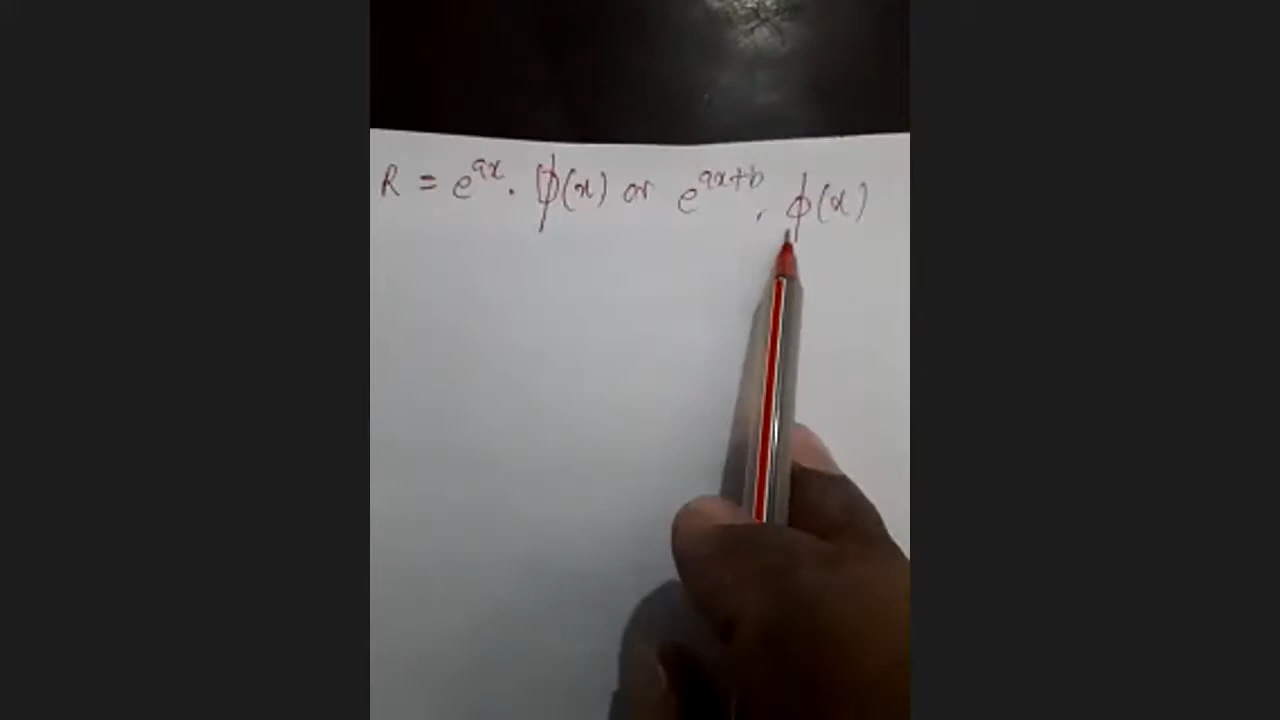 R = e^{ax} . ϕ(x) or e^{ax+b} . ϕ(x)